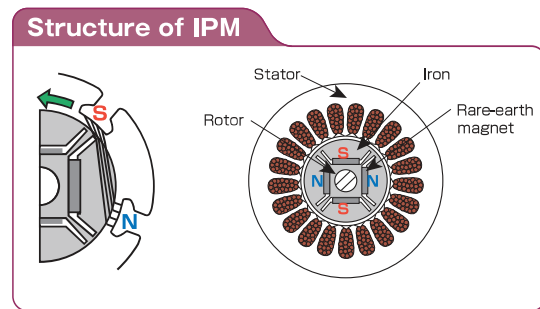 Structure of IPM
S
N
Stator
Iron
Rotor
Rare-earth
magnet
S
N
N
S